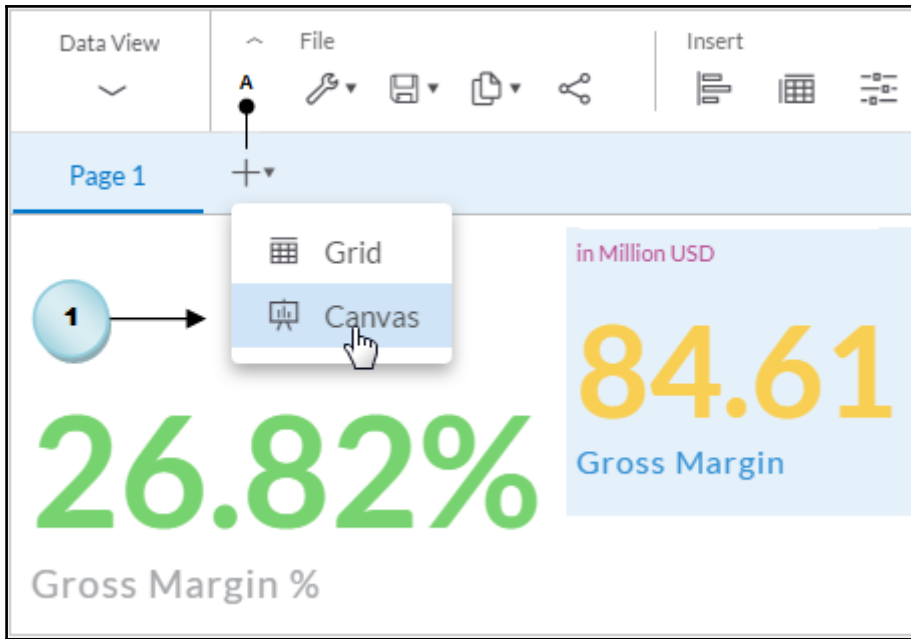 Data View
File
Insert
A
Page 1
Grid
Canvas
1
in Million USD
84.61
Gross Margin
26.82%
Gross Margin %